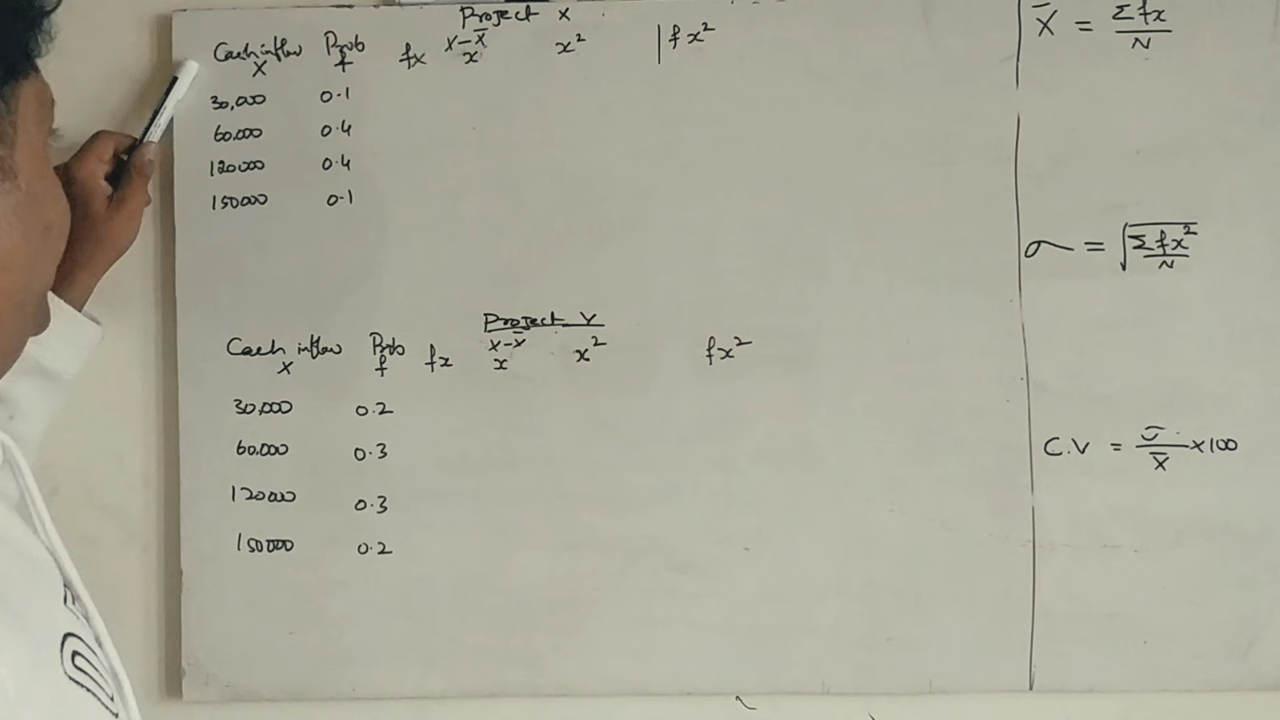 Project X
Cash inflow Prob fx X-X̄ x² | fx²
X f x
30,000 0.1
60,000 0.4
120000 0.4
150000 0.1
Project Y
Cash inflow Prob fx X-X̄ x² fx²
X f x
30,000 0.2
60,000 0.3
120000 0.3
150000 0.2
X̄ = Σfx/N
σ = √Σfx²/N
C.V = σ/X̄ ×100